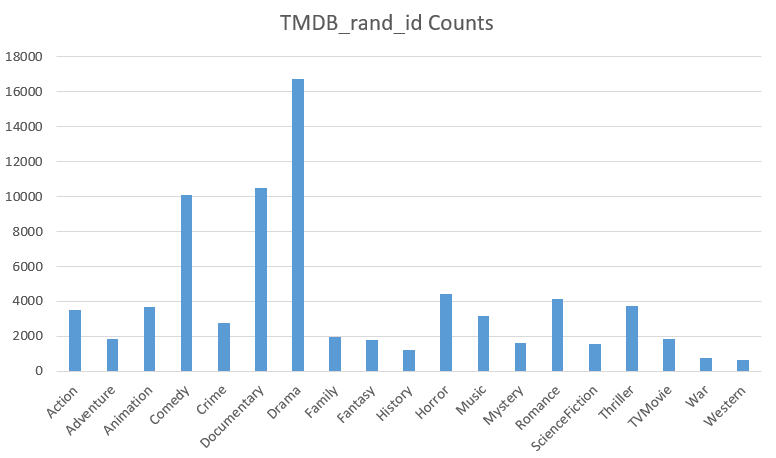 TMDB_rand_id Counts
18000
16000
14000
12000
10000
8000
6000
4000
2000
0
Action
Adventure
Animation
Comedy
Crime
Documentary
Drama
Family
Fantasy
History
Horror
Music
Mystery
Romance
ScienceFiction
Thriller
TVMovie
War
Western